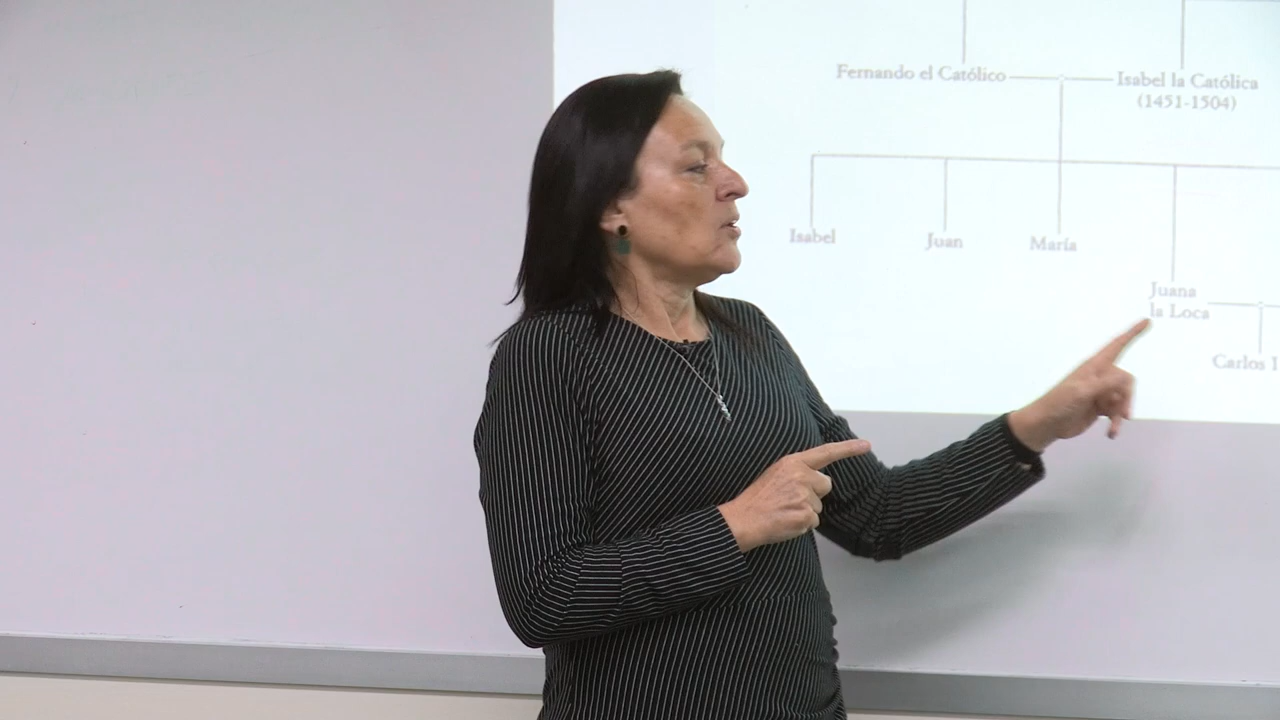 Fernando el Católico
Isabel la Católica
(1451-1504)
Isabel
Juan
María
Juana
la Loca
Carlos I